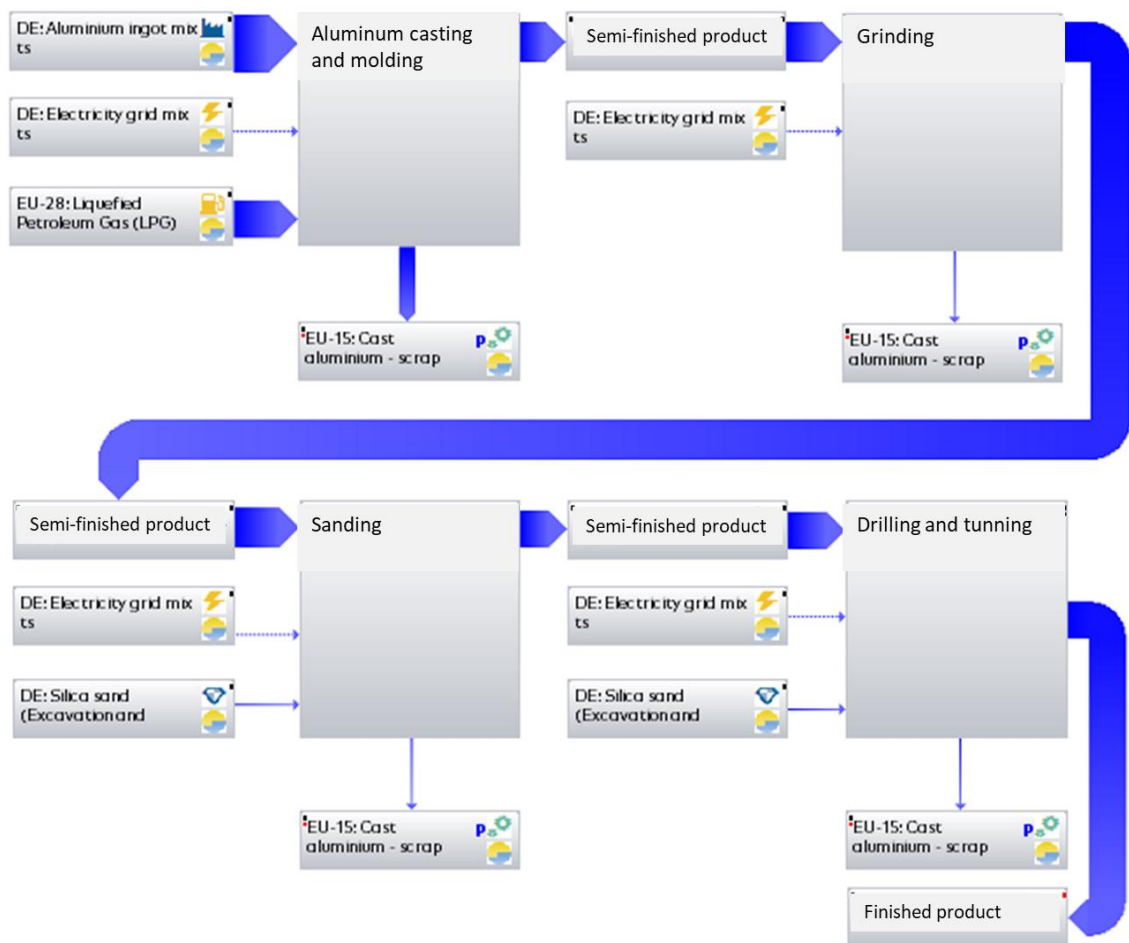 DE: Aluminium ingot mix
ts
Aluminum casting
and molding
Semi-finished product
Grinding
DE: Electricity grid mix
ts
DE: Electricity grid mix
ts
EU-28: Liquefied
Petroleum Gas (LPG)
EU-15: Cast
aluminium - scrap
p
EU-15: Cast
aluminium - scrap
p
Semi-finished product
Sanding
Semi-finished product
Drilling and tunning
DE: Electricity grid mix
ts
DE: Electricity grid mix
ts
DE: Silica sand
(Excavation and
DE: Silica sand
(Excavation and
EU-15: Cast
aluminium - scrap
p
EU-15: Cast
aluminium - scrap
p
Finished product